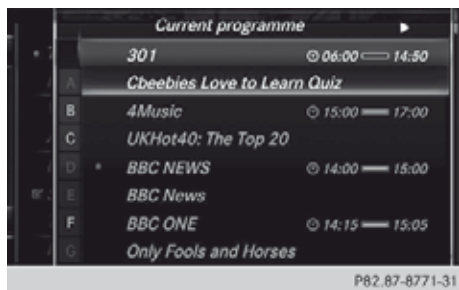 Current programme
301 06:00 14:50
A Cbeebies Love to Learn Quiz
B 4Music 15:00 17:00
C UKHot40: The Top 20
D * BBC NEWS 14:00 15:00
E BBC News
F BBC ONE 14:15 15:05
G Only Fools and Horses
P82.87-8771-31